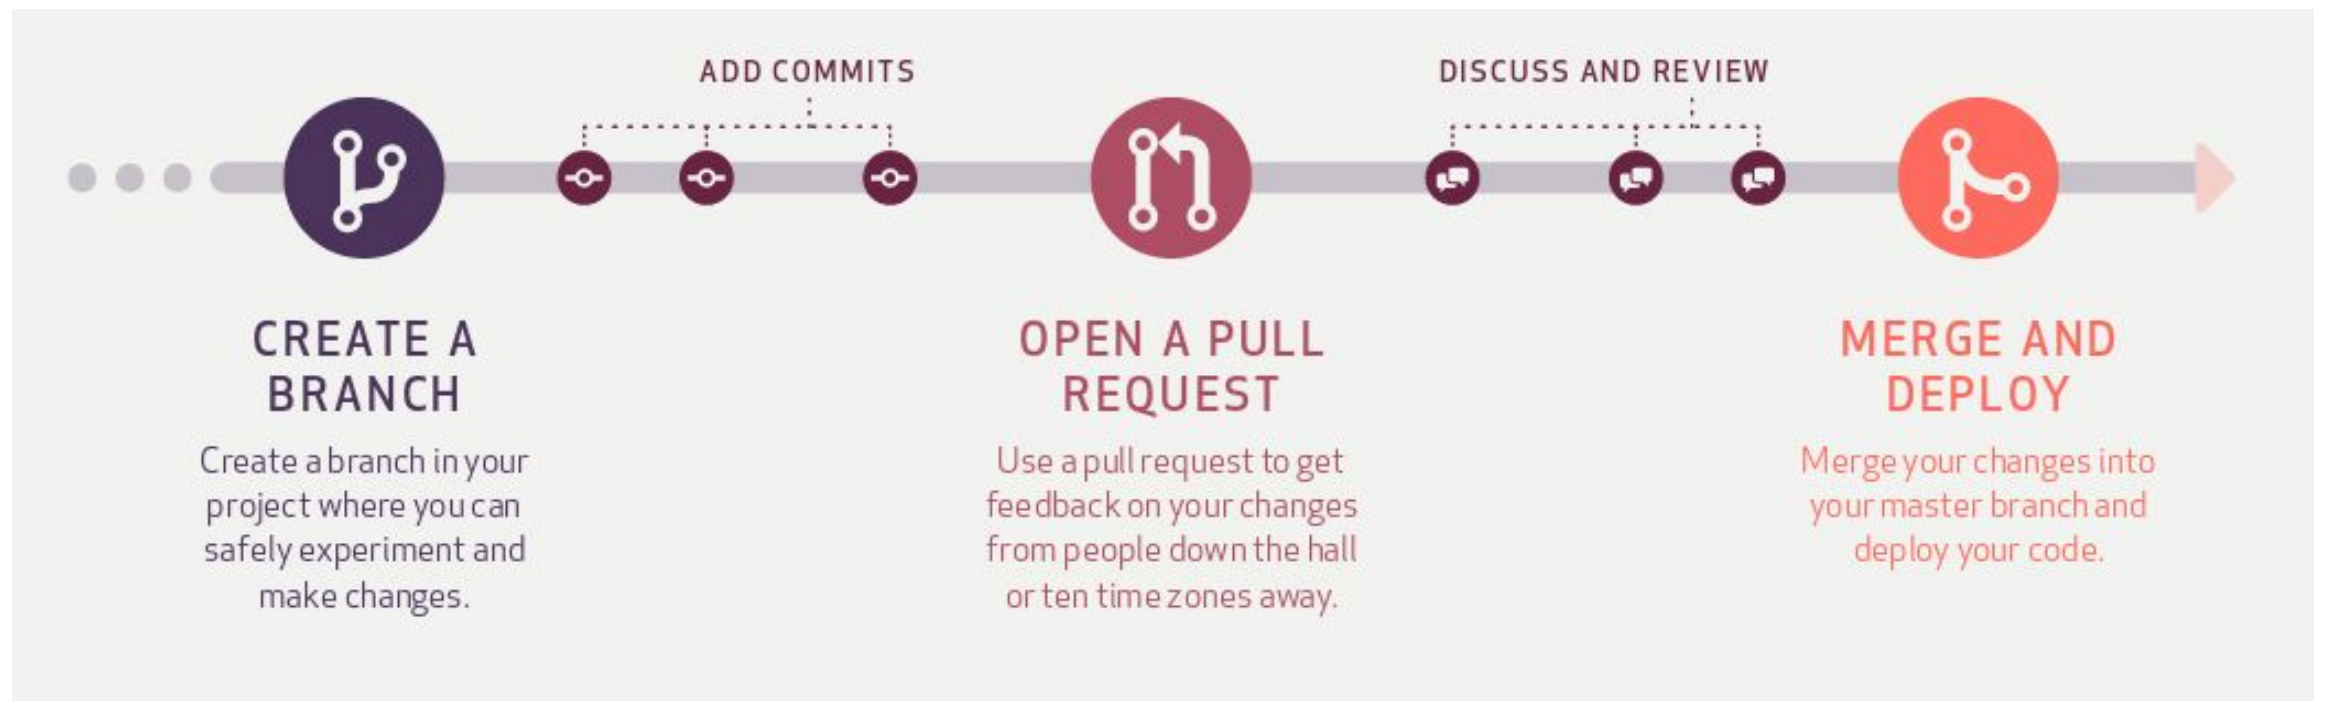 ADD COMMITS
DISCUSS AND REVIEW
CREATE A
BRANCH
Create a branch in your
project where you can
safely experiment and
make changes.
OPEN A PULL
REQUEST
Use a pull request to get
feedback on your changes
from people down the hall
or ten time zones away.
MERGE AND
DEPLOY
Merge your changes into
your master branch and
deploy your code.